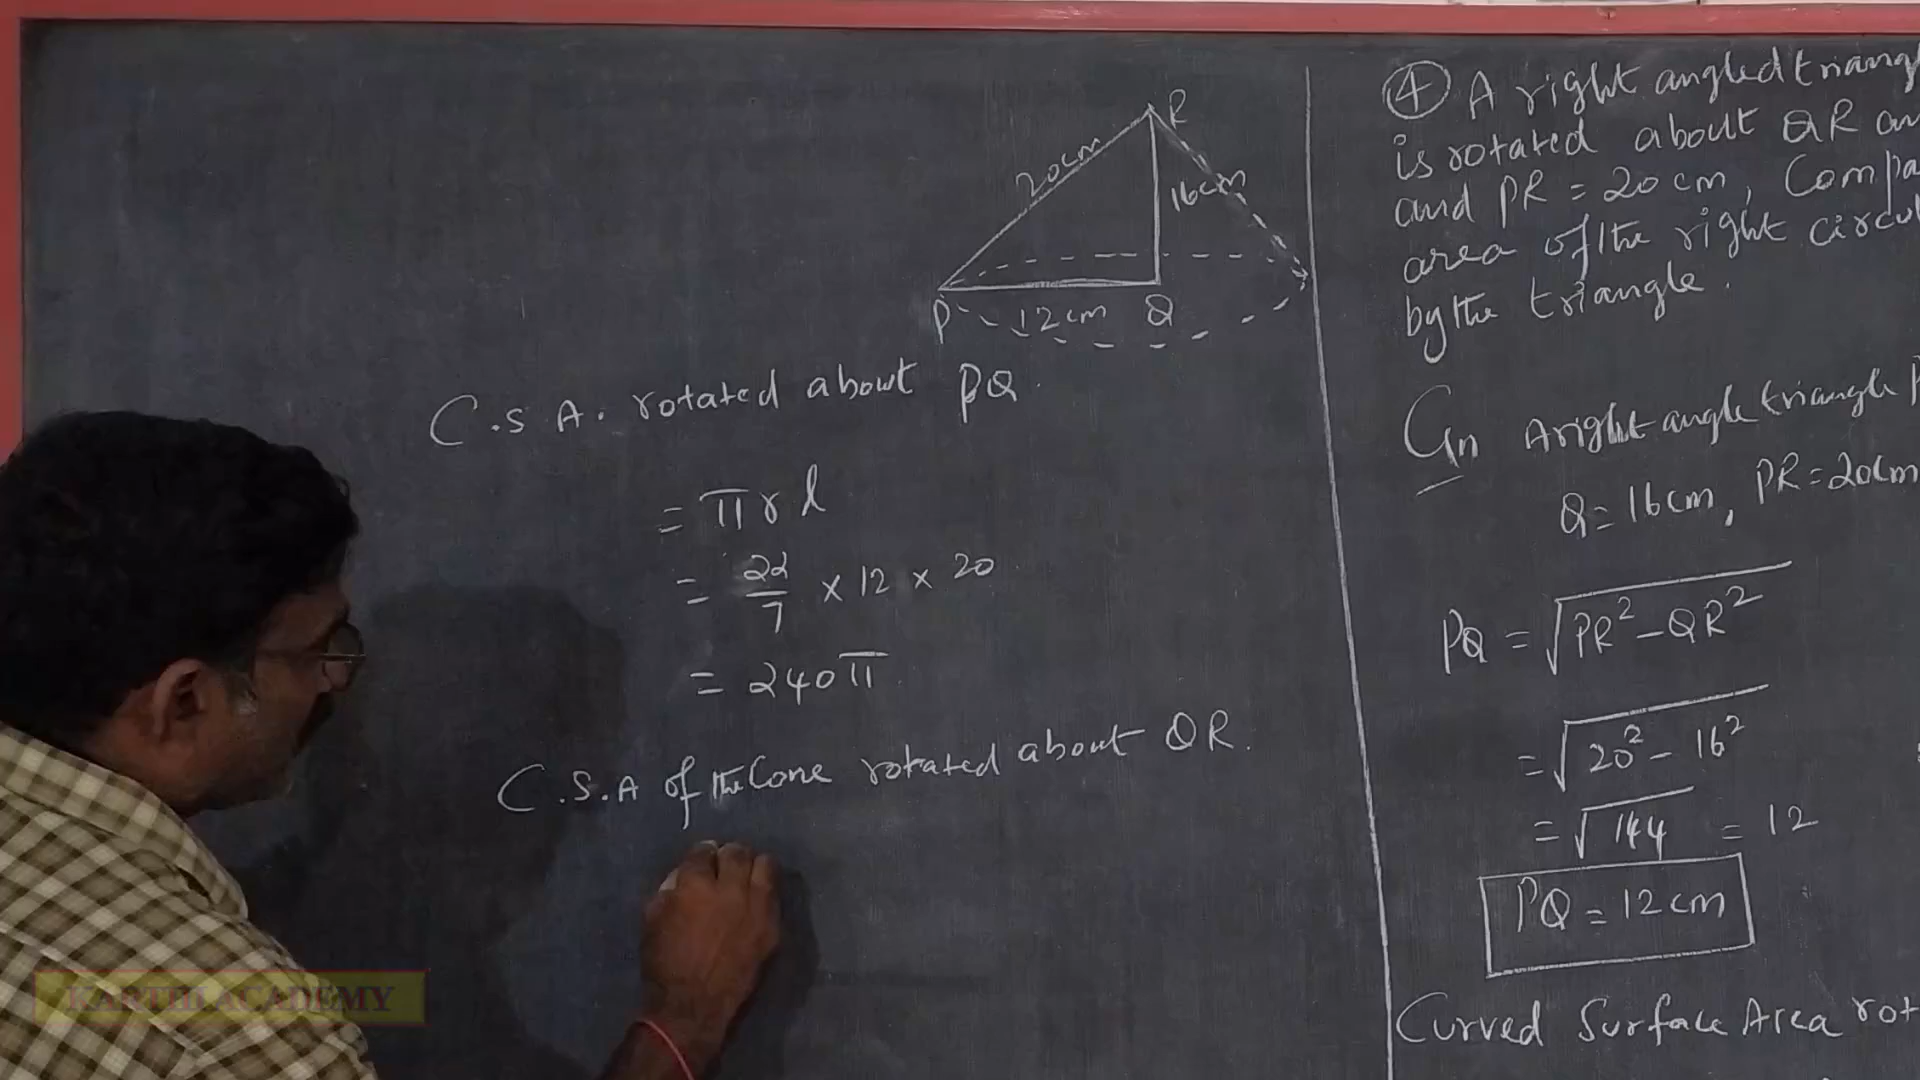 R
20cm
16cm
P 12cm Q
C.S.A. rotated about PQ.
= π r l
= 22/7 × 12 × 20
= 240π
C.S.A of the Cone rotated about QR.
④ A right angled triang
is rotated about QR an
and PR = 20 cm, Compa
area of the right circul
by the triangle.
Gn A right angle triangle P
Q = 16cm, PR = 20cm
PQ = √PR² - QR²
= √20² - 16²
= √144 = 12
PQ = 12cm
Curved Surface Area rot
KARTHI ACADEMY